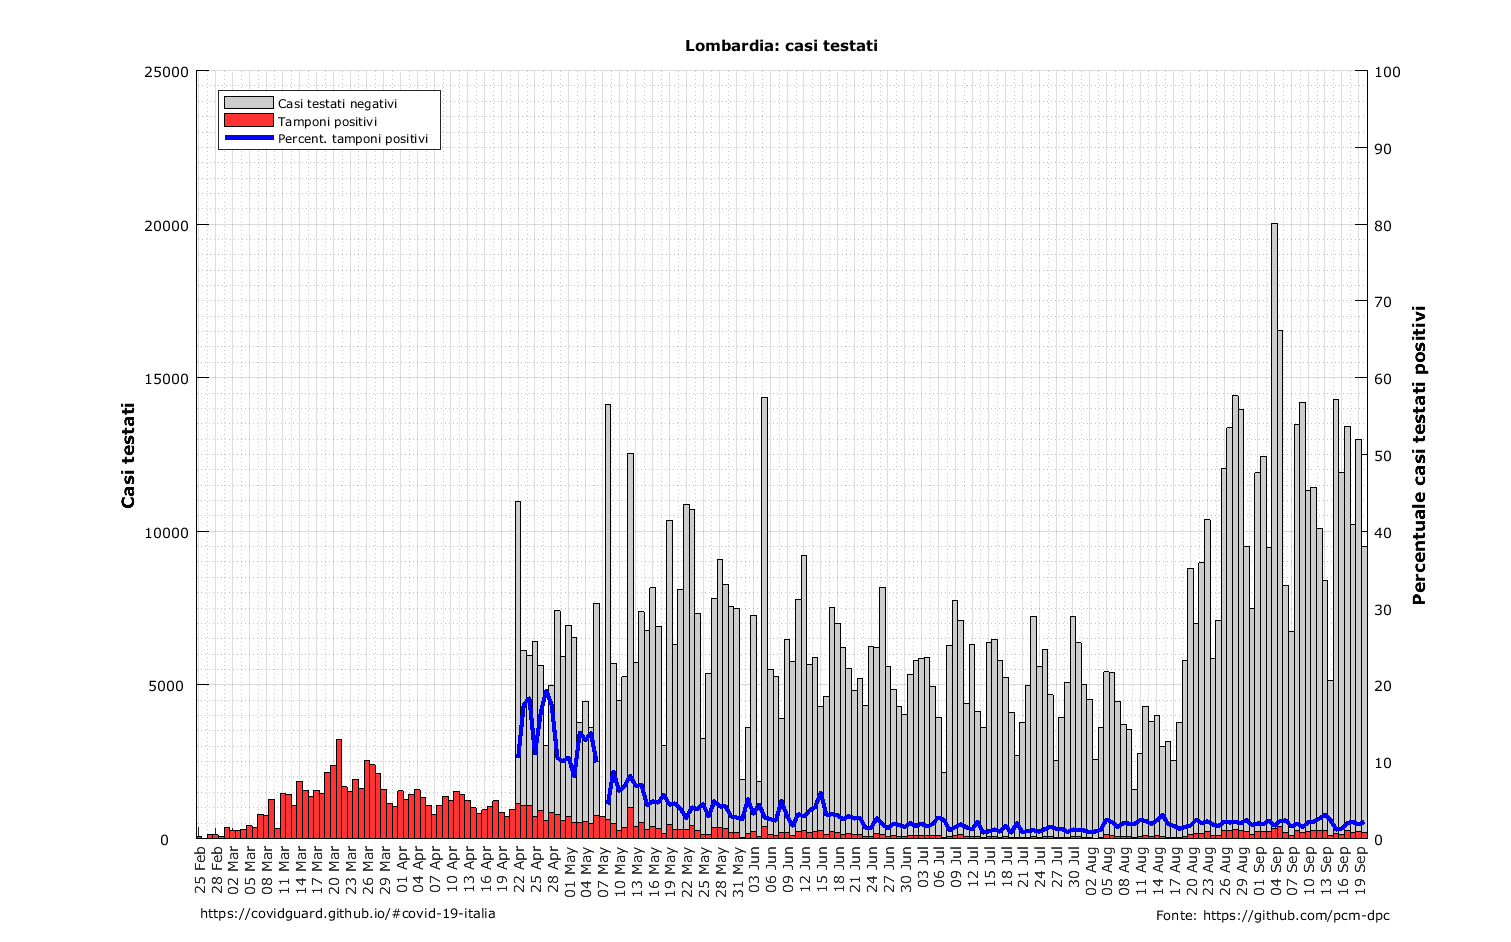 Lombardia: casi testati
25000
20000
15000
10000
5000
0
100
90
80
70
60
50
40
30
20
10
0
Casi testati negativi
Tamponi positivi
Percent. tamponi positivi
Casi testati
Percentuale casi testati positivi
25 Feb
28 Feb
02 Mar
05 Mar
08 Mar
11 Mar
14 Mar
17 Mar
20 Mar
23 Mar
26 Mar
29 Mar
01 Apr
04 Apr
07 Apr
10 Apr
13 Apr
16 Apr
19 Apr
22 Apr
25 Apr
28 Apr
01 May
04 May
07 May
10 May
13 May
16 May
19 May
22 May
25 May
28 May
31 May
03 Jun
06 Jun
09 Jun
12 Jun
15 Jun
18 Jun
21 Jun
24 Jun
27 Jun
30 Jun
03 Jul
06 Jul
09 Jul
12 Jul
15 Jul
18 Jul
21 Jul
24 Jul
27 Jul
30 Jul
02 Aug
05 Aug
08 Aug
11 Aug
14 Aug
17 Aug
20 Aug
23 Aug
26 Aug
29 Aug
01 Sep
04 Sep
07 Sep
10 Sep
13 Sep
16 Sep
19 Sep
https://covidguard.github.io/#covid-19-italia
Fonte: https://github.com/pcm-dpc